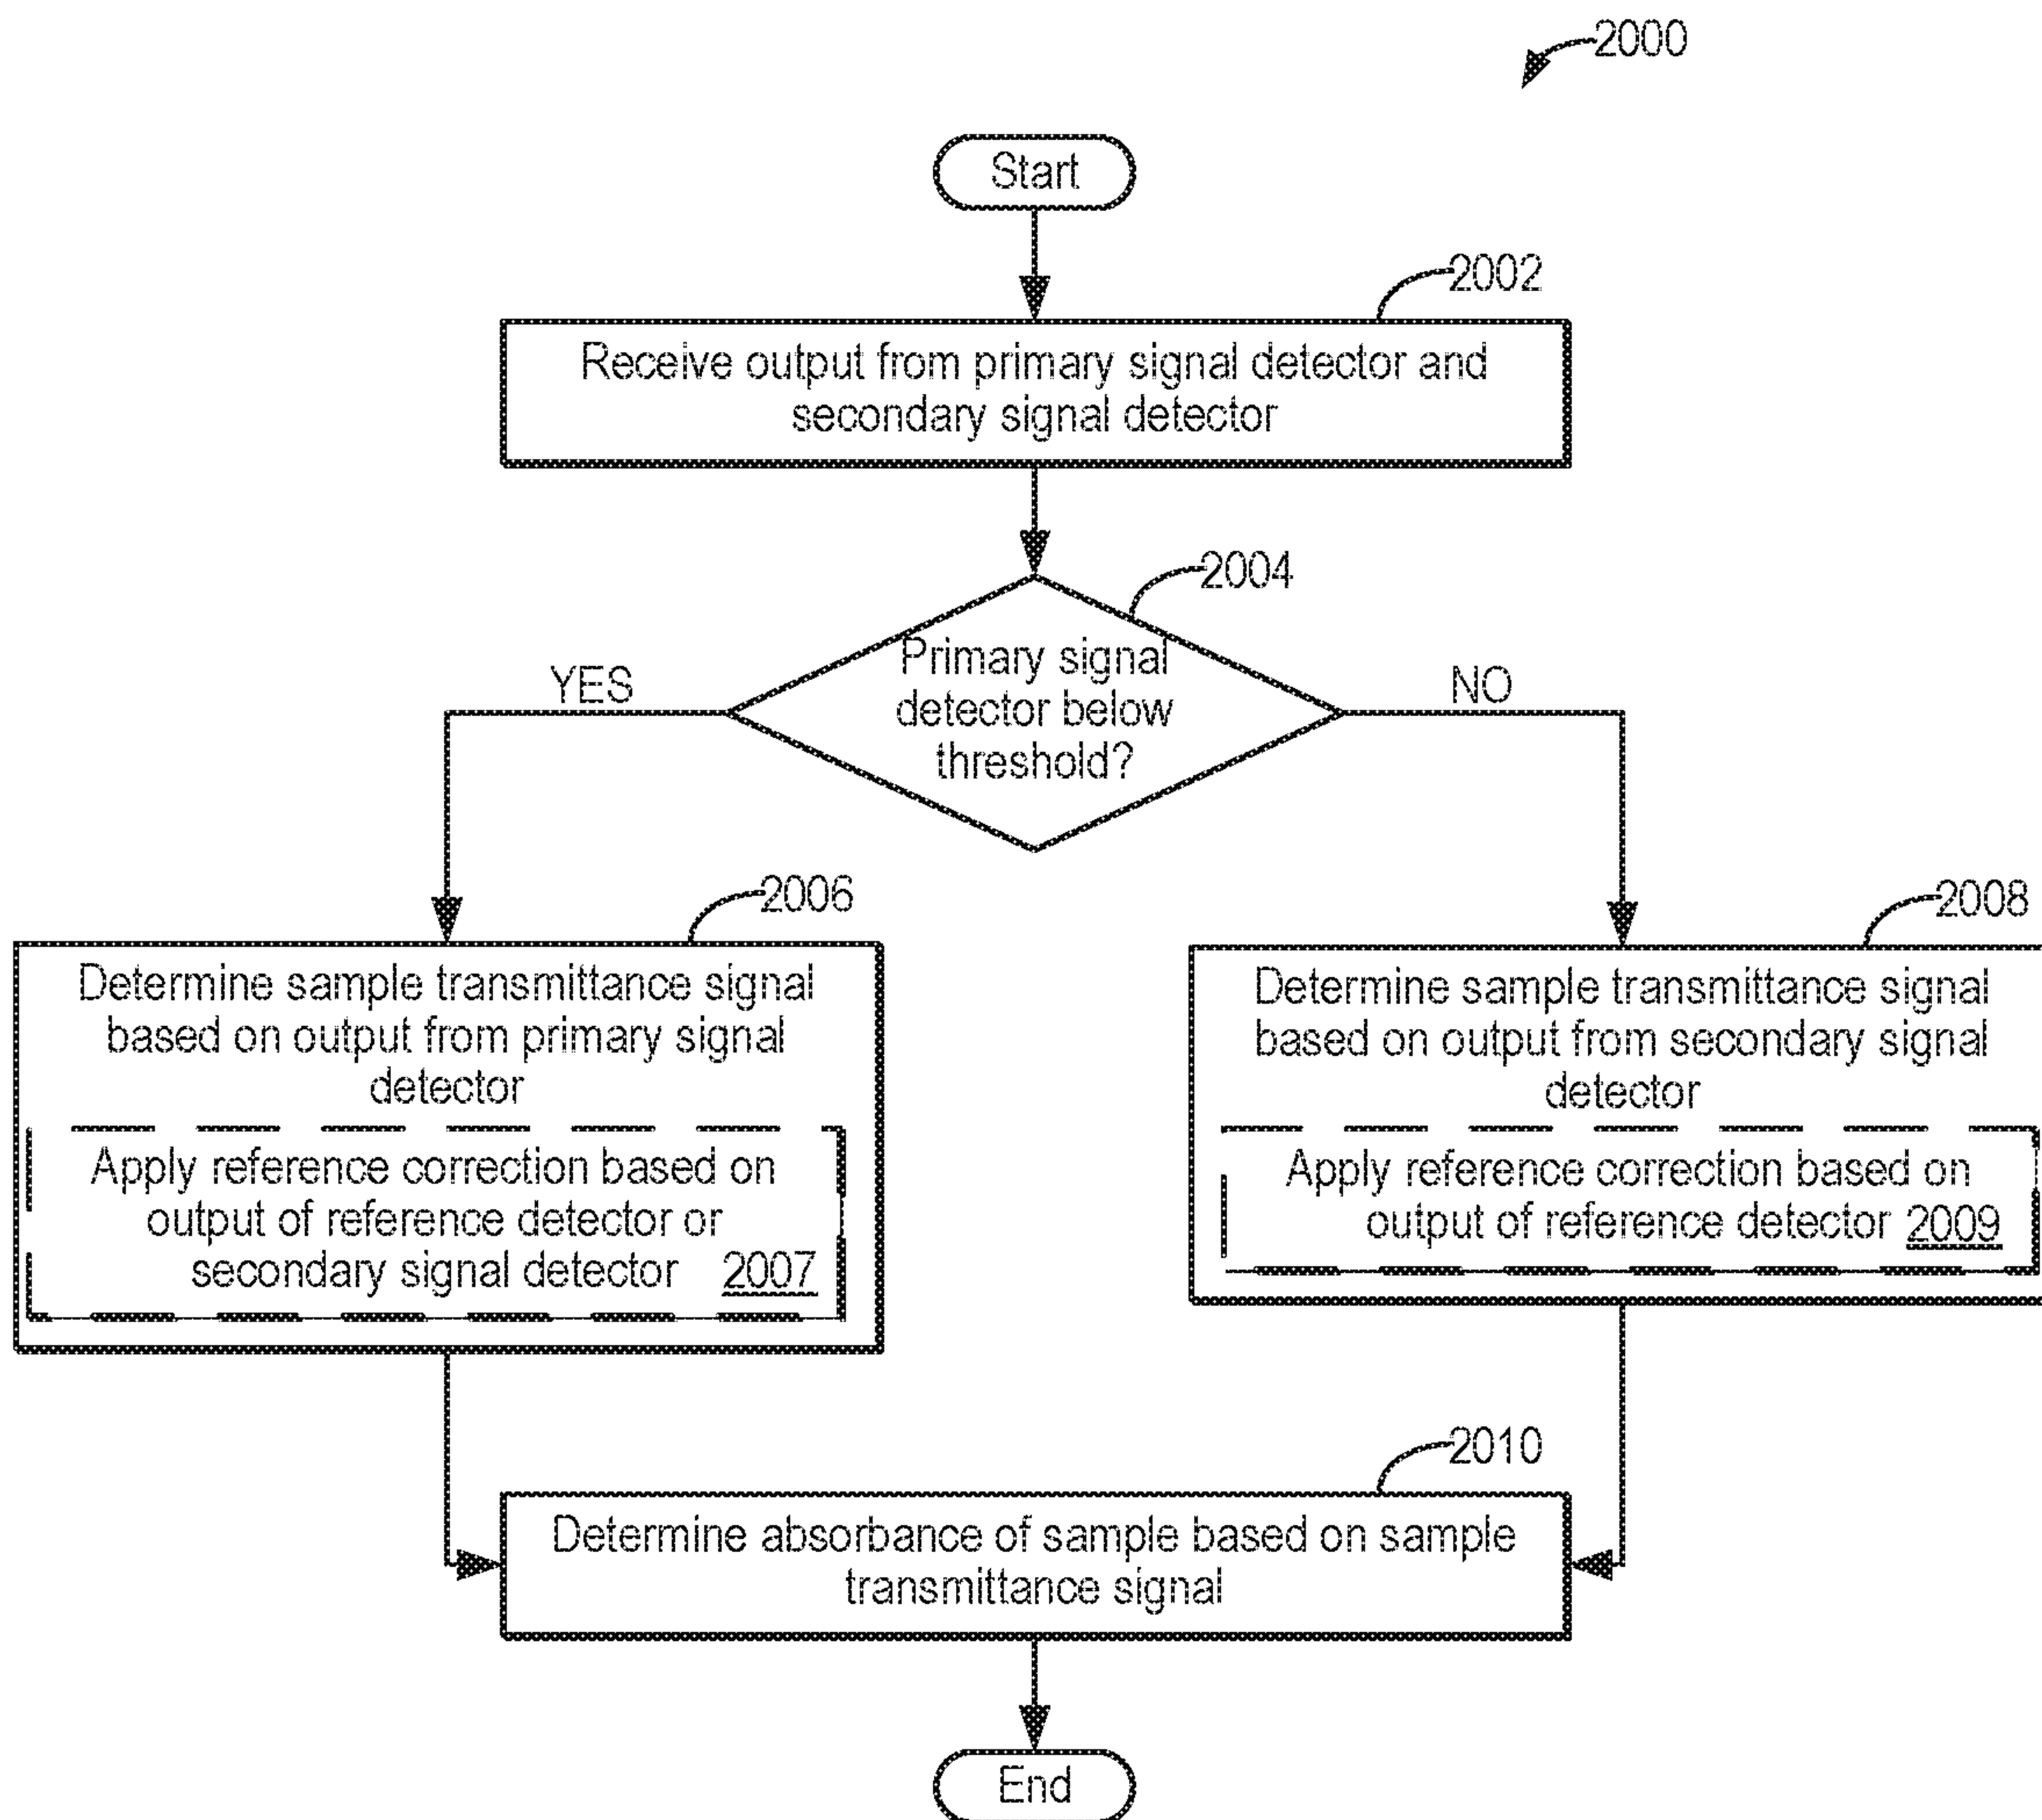 2000
Start
2002
Receive output from primary signal detector and
secondary signal detector
2004
Primary signal
detector below
threshold?
YES
NO
2006
Determine sample transmittance signal
based on output from primary signal
detector
Apply reference correction based on
output of reference detector or
secondary signal detector 2007
2008
Determine sample transmittance signal
based on output from secondary signal
detector
Apply reference correction based on
output of reference detector 2009
2010
Determine absorbance of sample based on sample
transmittance signal
End